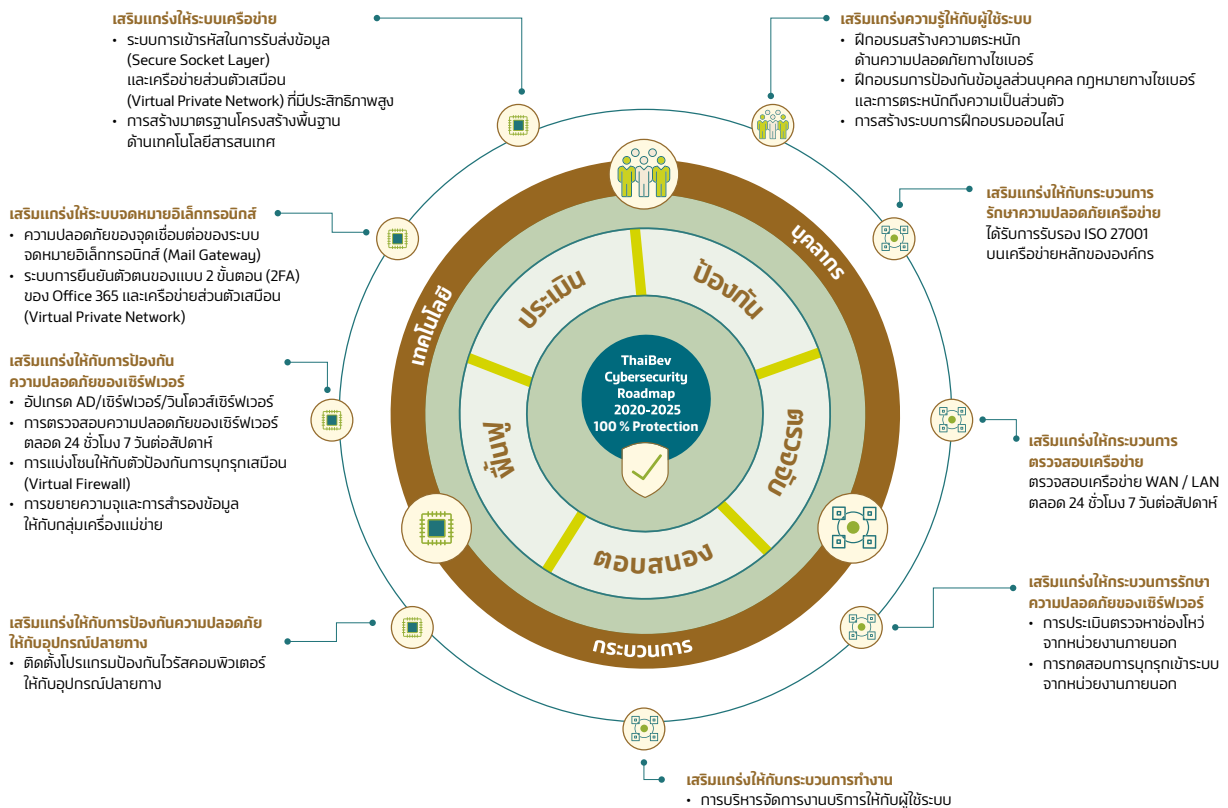 เสริมแกร่งให้ระบบเครือข่าย
• ระบบการเข้ารหัสในการรับส่งข้อมูล
(Secure Socket Layer)
และเครือข่ายส่วนตัวเสมือน
(Virtual Private Network) ที่มีประสิทธิภาพสูง
• การสร้างมาตรฐานโครงสร้างพื้นฐาน
ด้านเทคโนโลยีสารสนเทศ
เสริมแกร่งความรู้ให้กับผู้ใช้ระบบ
• ฝึกอบรมสร้างความตระหนัก
ด้านความปลอดภัยทางไซเบอร์
• ฝึกอบรมการป้องกันข้อมูลส่วนบุคคล กฎหมายทางไซเบอร์
และการตระหนักถึงความเป็นส่วนตัว
• การสร้างระบบการฝึกอบรมออนไลน์
เสริมแกร่งให้ระบบจดหมายอิเล็กทรอนิกส์
• ความปลอดภัยของจุดเชื่อมต่อของระบบ
จดหมายอิเล็กทรอนิกส์ (Mail Gateway)
• ระบบการยืนยันตัวตนของแบบ 2 ขั้นตอน (2FA)
ของ Office 365 และเครือข่ายส่วนตัวเสมือน
(Virtual Private Network)
เสริมแกร่งให้กับกระบวนการ
รักษาความปลอดภัยเครือข่าย
ได้รับการรับรอง ISO 27001
บนเครือข่ายหลักขององค์กร
เทคโนโลยี
บุคลากร
กระบวนการ
ประเมิน
ป้องกัน
ตรวจจับ
ตอบสนอง
ฟื้นฟู
ThaiBev
Cybersecurity
Roadmap
2020-2025
100 % Protection
เสริมแกร่งให้กับการป้องกัน
ความปลอดภัยของเซิร์ฟเวอร์
• อัปเกรด AD/เซิร์ฟเวอร์/วินโดวส์เซิร์ฟเวอร์
• การตรวจสอบความปลอดภัยของเซิร์ฟเวอร์
ตลอด 24 ชั่วโมง 7 วันต่อสัปดาห์
• การแบ่งโซนให้กับตัวป้องกันการบุกรุกเสมือน
(Virtual Firewall)
• การขยายความจุและการสำรองข้อมูล
ให้กับกลุ่มเครื่องแม่ข่าย
เสริมแกร่งให้กระบวนการ
ตรวจสอบเครือข่าย
ตรวจสอบเครือข่าย WAN / LAN
ตลอด 24 ชั่วโมง 7 วันต่อสัปดาห์
เสริมแกร่งให้กับการป้องกันความปลอดภัย
ให้กับอุปกรณ์ปลายทาง
• ติดตั้งโปรแกรมป้องกันไวรัสคอมพิวเตอร์
ให้กับอุปกรณ์ปลายทาง
เสริมแกร่งให้กระบวนการรักษา
ความปลอดภัยของเซิร์ฟเวอร์
• การประเมินตรวจหาช่องโหว่
จากหน่วยงานภายนอก
• การทดสอบการบุกรุกเข้าระบบ
จากหน่วยงานภายนอก
เสริมแกร่งให้กับกระบวนการทำงาน
• การบริหารจัดการงานบริการให้กับผู้ใช้ระบบ